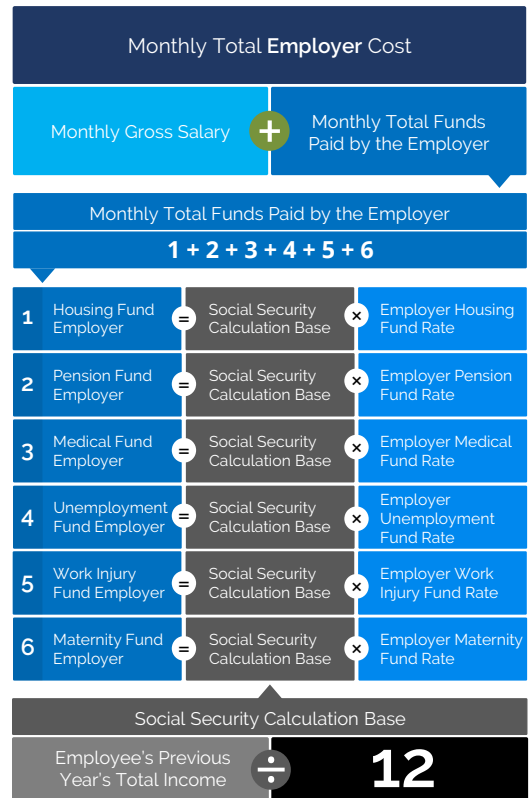 Monthly Total Employer Cost
Monthly Gross Salary
+
Monthly Total Funds
Paid by the Employer
Monthly Total Funds Paid by the Employer
1 + 2 + 3 + 4 + 5 + 6
1
Housing Fund
Employer
=
Social Security
Calculation Base
×
Employer Housing
Fund Rate
2
Pension Fund
Employer
=
Social Security
Calculation Base
×
Employer Pension
Fund Rate
3
Medical Fund
Employer
=
Social Security
Calculation Base
×
Employer Medical
Fund Rate
4
Unemployment
Fund Employer
=
Social Security
Calculation Base
×
Employer
Unemployment
Fund Rate
5
Work Injury
Fund Employer
=
Social Security
Calculation Base
×
Employer Work
Injury Fund Rate
6
Maternity Fund
Employer
=
Social Security
Calculation Base
×
Employer Maternity
Fund Rate
Social Security Calculation Base
Employee's Previous
Year's Total Income
÷
12